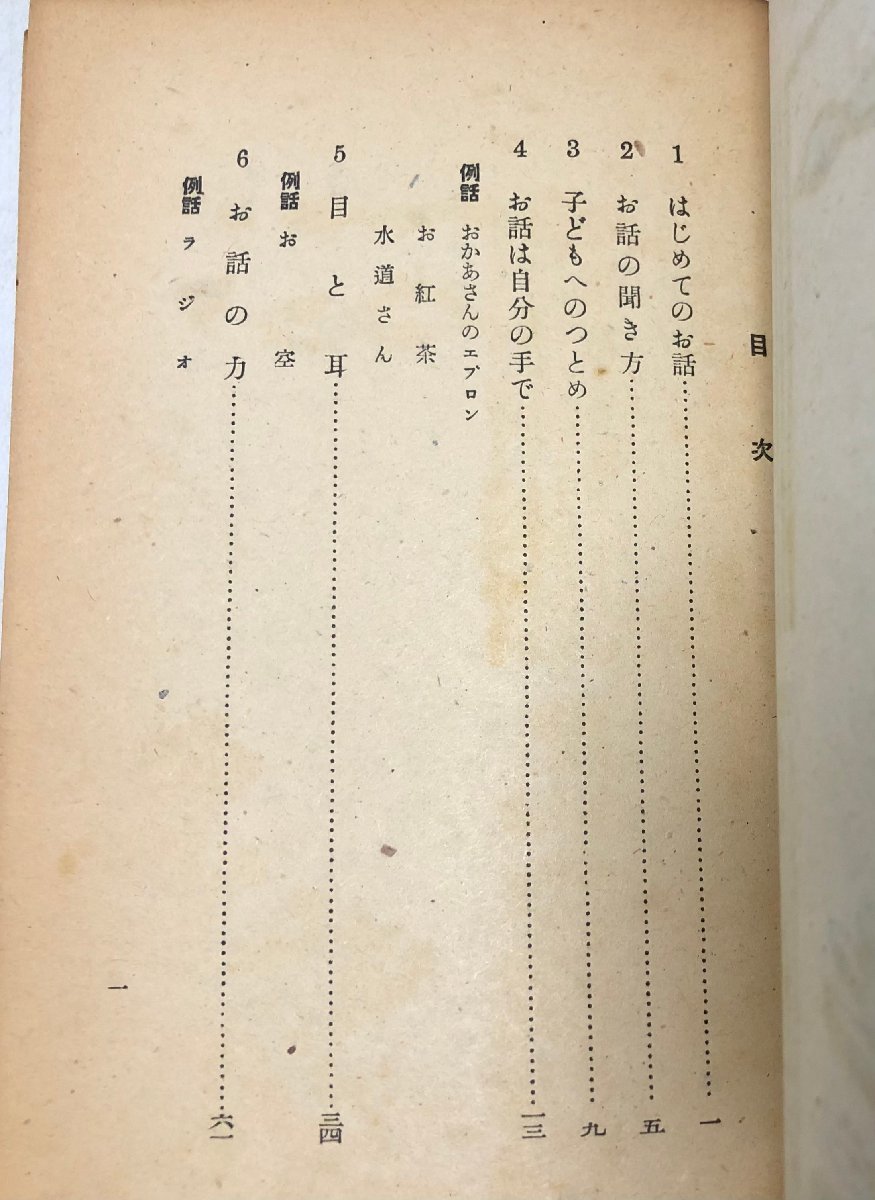 目次
1 はじめてのお話……一
2 お話の聞き方……五
3 子どもへのつとめ……九
4 お話は自分の手で……一三
例話 おかあさんのエプロン
お紅茶
水道さん
5 目と耳……三四
例話 お空
6 お話の力……六一
例話 ラジオ
一